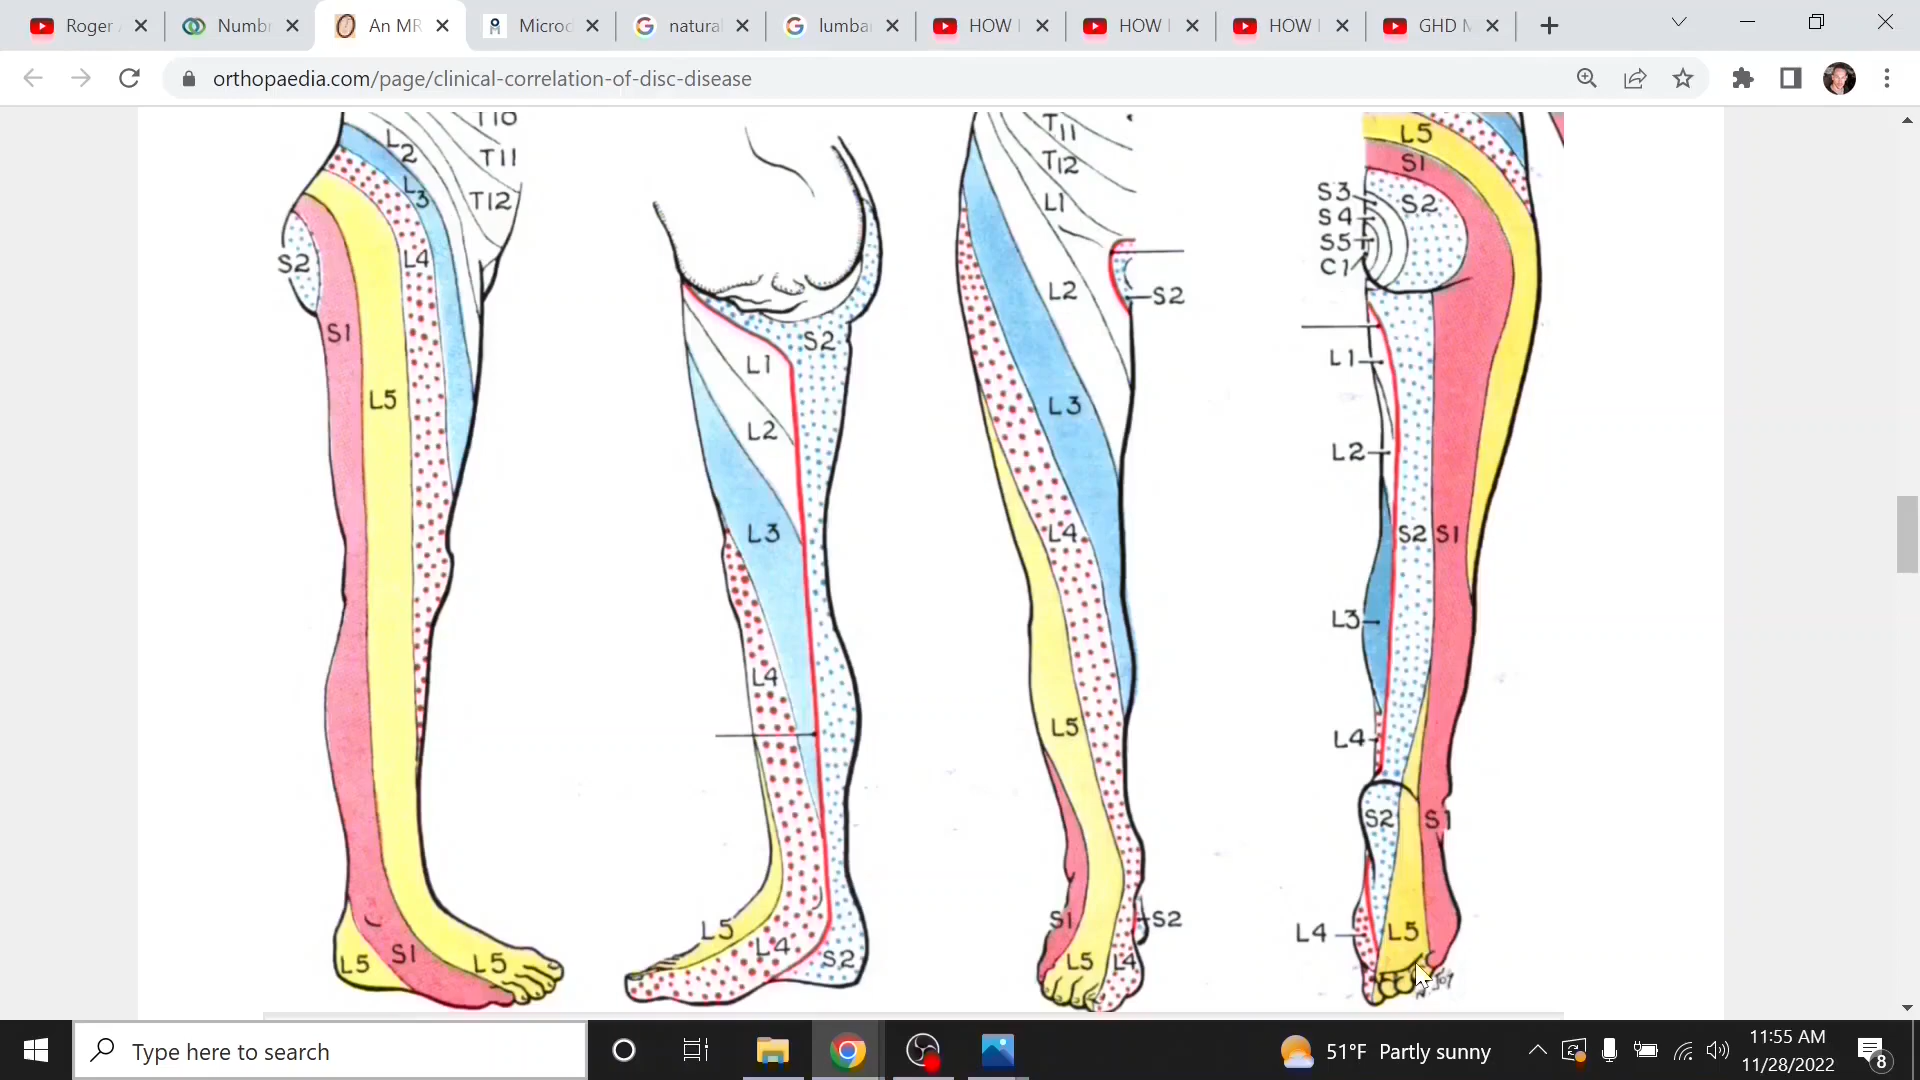 Roger
Numbr
An MR
Microc
natural
lumba
HOW
HOW
HOW
GHD M
orthopaedia.com/page/clinical-correlation-of-disc-disease
T10
L2
T11
L3
T12
S2
L4
S1
L5
L5
S1
L5
S2
L1
L2
L3
L4
L5
L4
S2
T11
T12
L1
L2
S2
L3
L4
L5
S1
S2
L5
L4
L5
S1
S3
S2
S4
S5
C1
L1
L2
S2
S1
L3
L4
S2
S1
L4
L5
Type here to search
51°F Partly sunny
11:55 AM
11/28/2022
8